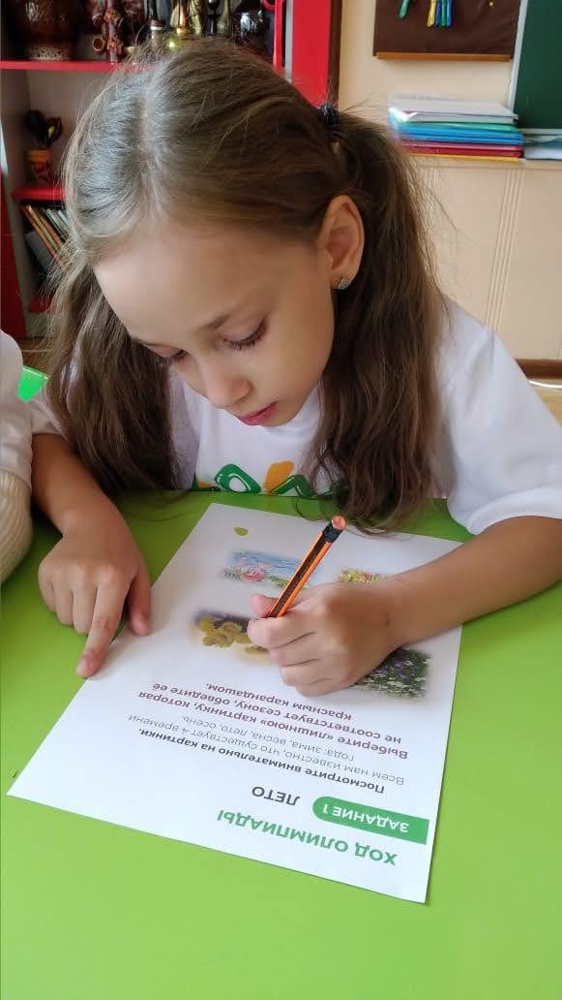 ХОД ОЛИМПИАДЫ
ЗАДАНИЕ 1
ЛЕТО
Посмотрите внимательно на картинки.
Всем нам известно, что существует 4 времени
года: зима, весна, лето, осень.
Выберите «лишнюю» картинку, которая
не соответствует сезону, обведите её
красным карандашом.